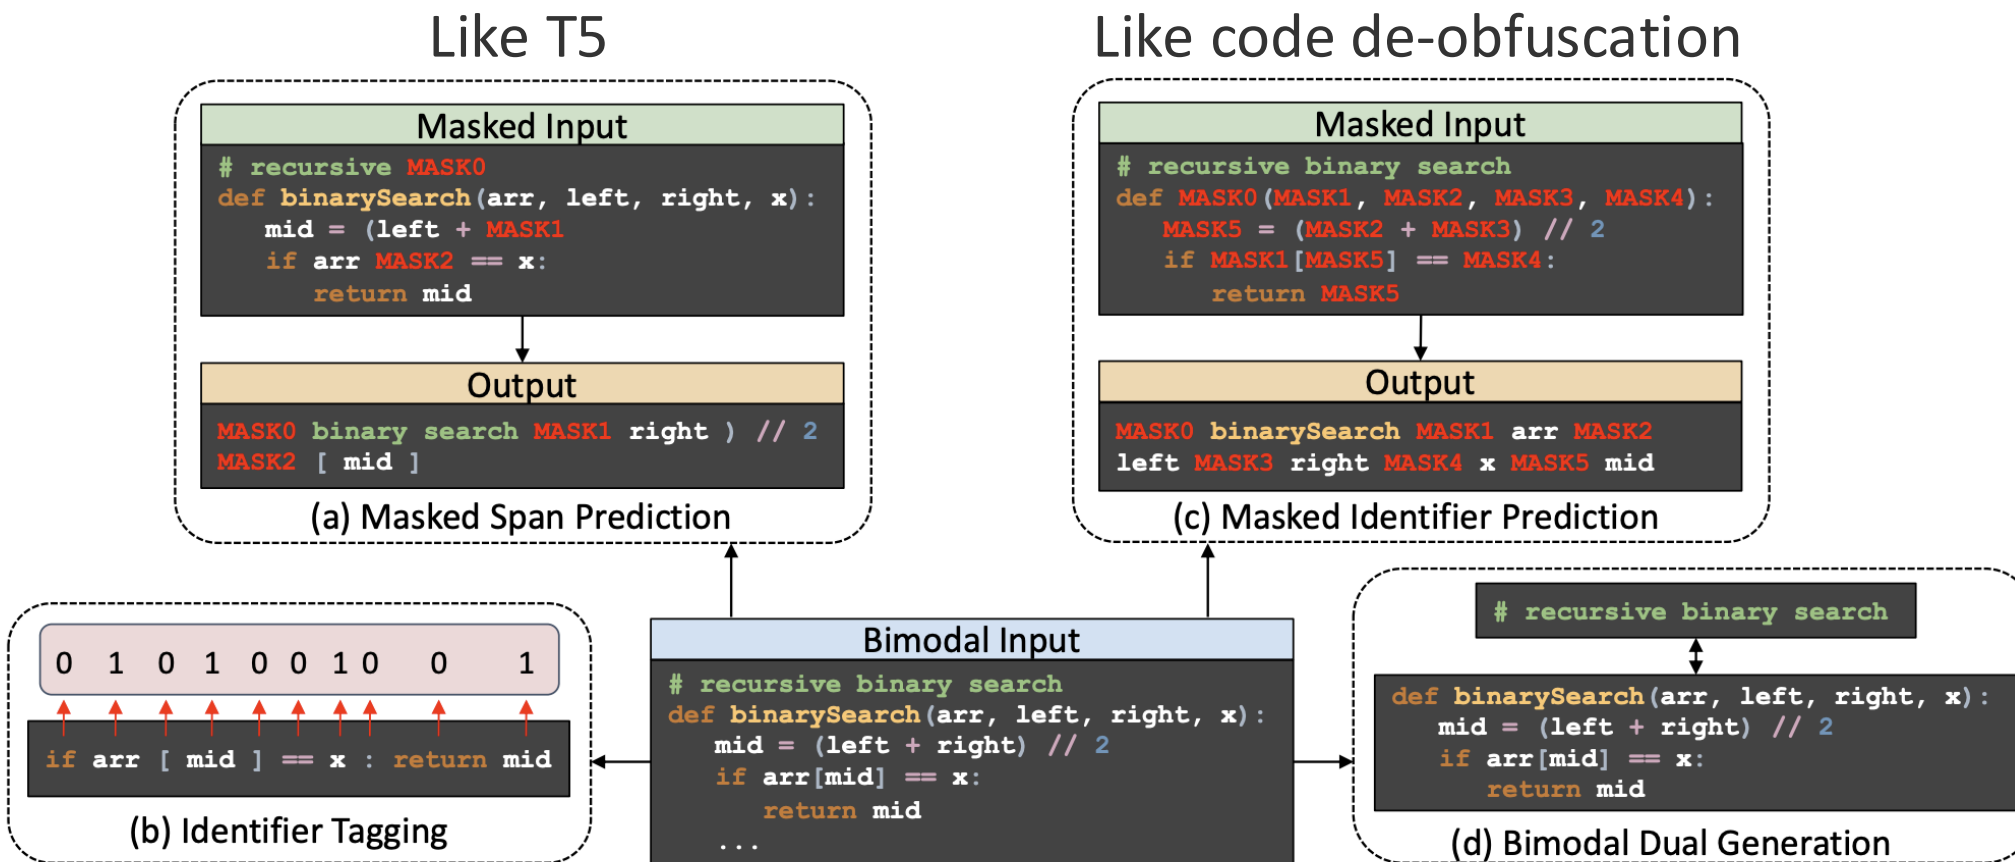 Like T5
Masked Input
# recursive MASK0
def binarySearch(arr, left, right, x):
mid = (left + MASK1
if arr MASK2 == x:
return mid
Output
MASK0 binary search MASK1 right ) // 2
MASK2 [ mid ]
(a) Masked Span Prediction
Like code de-obfuscation
Masked Input
# recursive binary search
def MASK0(MASK1, MASK2, MASK3, MASK4):
MASK5 = (MASK2 + MASK3) // 2
if MASK1[MASK5] == MASK4:
return MASK5
Output
MASK0 binarySearch MASK1 arr MASK2
left MASK3 right MASK4 x MASK5 mid
(c) Masked Identifier Prediction
0 1 0 1 0 0 1 0 0 1
if arr [ mid ] == x : return mid
(b) Identifier Tagging
Bimodal Input
# recursive binary search
def binarySearch(arr, left, right, x):
mid = (left + right) // 2
if arr[mid] == x:
return mid
...
# recursive binary search
def binarySearch(arr, left, right, x):
mid = (left + right) // 2
if arr[mid] == x:
return mid
(d) Bimodal Dual Generation